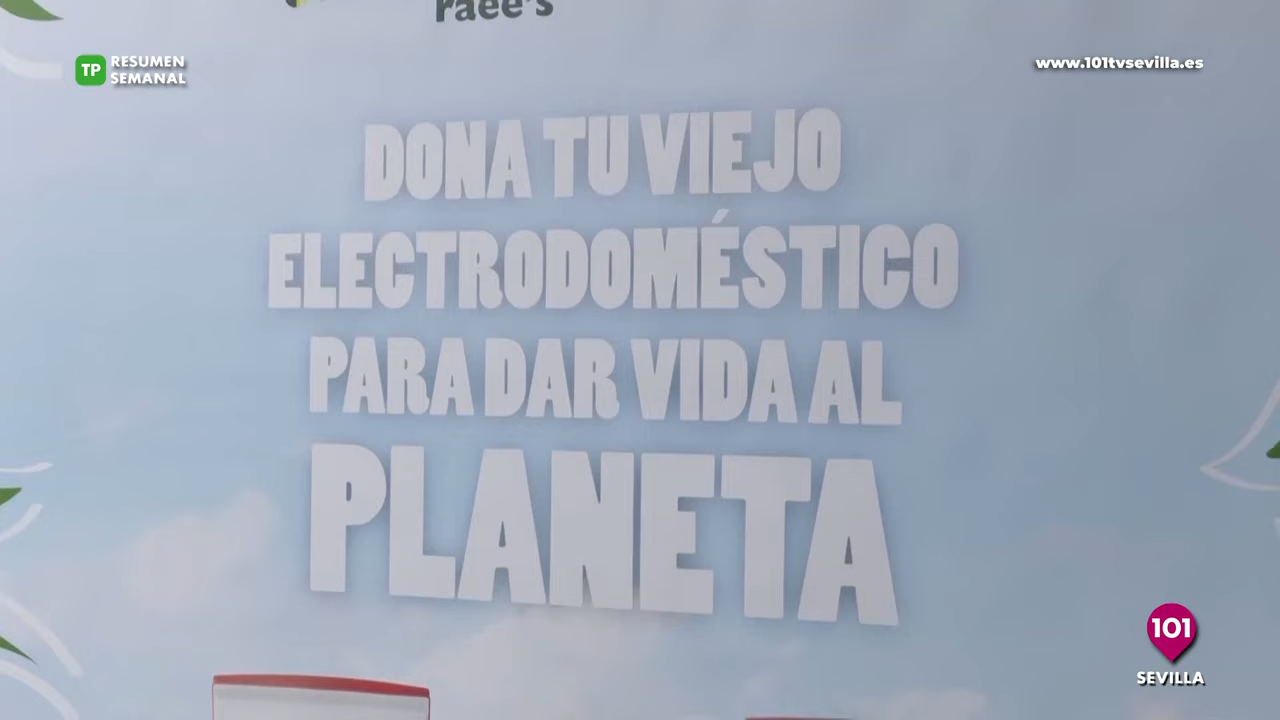 raee's
TP RESUMEN
SEMANAL
www.101tvsevilla.es
DONA TU VIEJO
ELECTRODOMÉSTICO
PARA DAR VIDA AL
PLANETA
101
SEVILLA